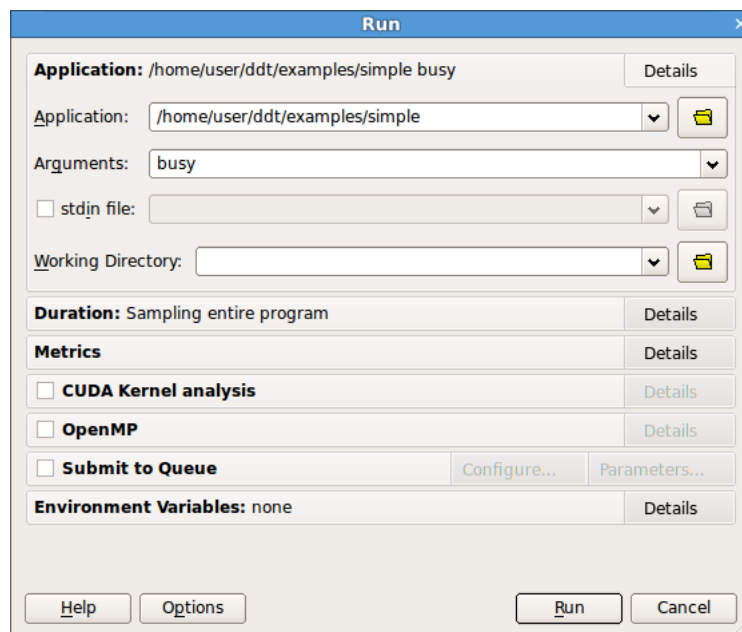 Run
Application: /home/user/ddt/examples/simple busy Details
Application: /home/user/ddt/examples/simple
Arguments: busy
stdin file:
Working Directory:
Duration: Sampling entire program Details
Metrics Details
CUDA Kernel analysis Details
OpenMP Details
Submit to Queue Configure... Parameters...
Environment Variables: none Details
Help Options Run Cancel